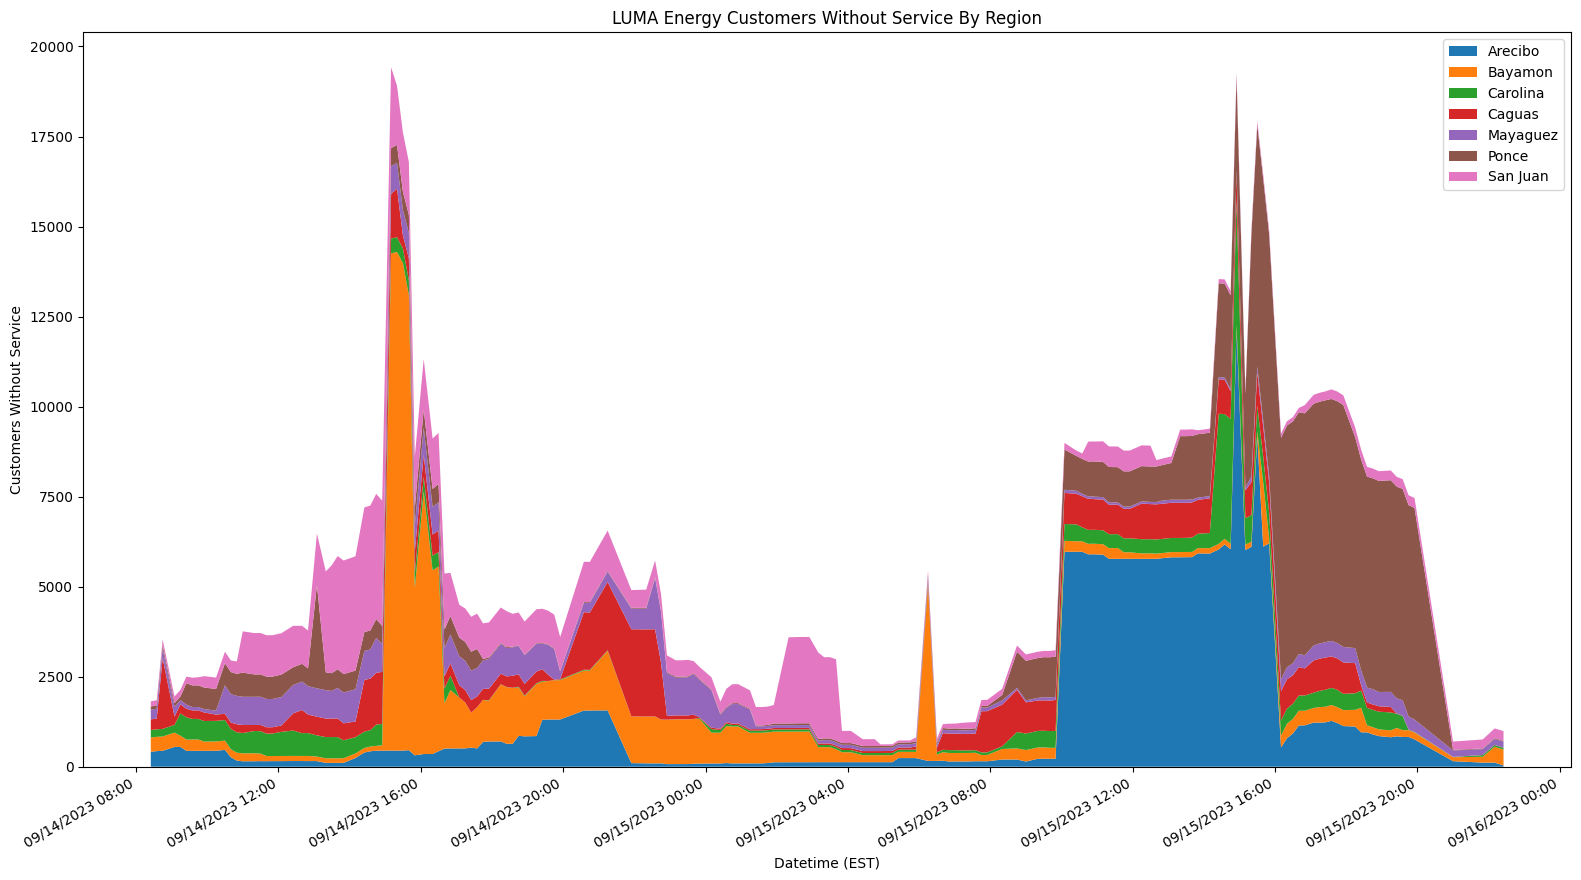 LUMA Energy Customers Without Service By Region
Customers Without Service
20000
17500
15000
12500
10000
7500
5000
2500
0
Arecibo
Bayamon
Carolina
Caguas
Mayaguez
Ponce
San Juan
09/14/2023 08:00
09/14/2023 12:00
09/14/2023 16:00
09/14/2023 20:00
09/15/2023 00:00
09/15/2023 04:00
09/15/2023 08:00
09/15/2023 12:00
09/15/2023 16:00
09/15/2023 20:00
09/16/2023 00:00
Datetime (EST)